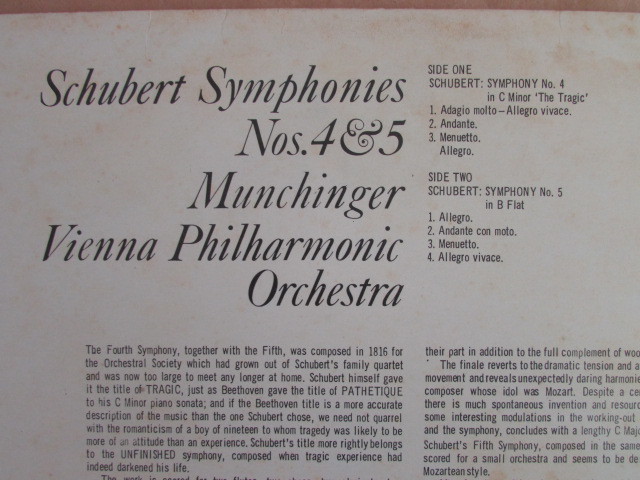 Schubert Symphonies
Nos.4&5
Munchinger
Vienna Philharmonic
Orchestra
SIDE ONE
SCHUBERT: SYMPHONY No. 4
in C Minor 'The Tragic'
1. Adagio molto – Allegro vivace.
2. Andante.
3. Menuetto.
Allegro.
SIDE TWO
SCHUBERT: SYMPHONY No. 5
in B Flat
1. Allegro.
2. Andante con moto.
3. Menuetto.
4. Allegro vivace.
The Fourth Symphony, together with the Fifth, was composed in 1816 for
the Orchestral Society which had grown out of Schubert's family quartet
and was now too large to meet any longer at home. Schubert himself gave
it the title of TRAGIC, just as Beethoven gave the title of PATHETIQUE
to his C Minor piano sonata; and if the Beethoven title is a more accurate
description of the music than the one Schubert chose, we need not quarrel
with the romanticism of a boy of nineteen to whom tragedy was likely to be
more of an attitude than an experience. Schubert's title more rightly belongs
to the UNFINISHED symphony, composed when tragic experience had
indeed darkened his life.
their part in addition to the full complement of woo
The finale reverts to the dramatic tension and a
movement and reveals unexpectedly daring harmonie
composer whose idol was Mozart. Despite a ce
there is much spontaneous invention and resourc
some interesting modulations in the working-out
and the symphony, concludes with a lengthy C Majo
Schubert's Fifth Symphony, composed in the same
scored for a small orchestra and seems to be de
Mozartean style.